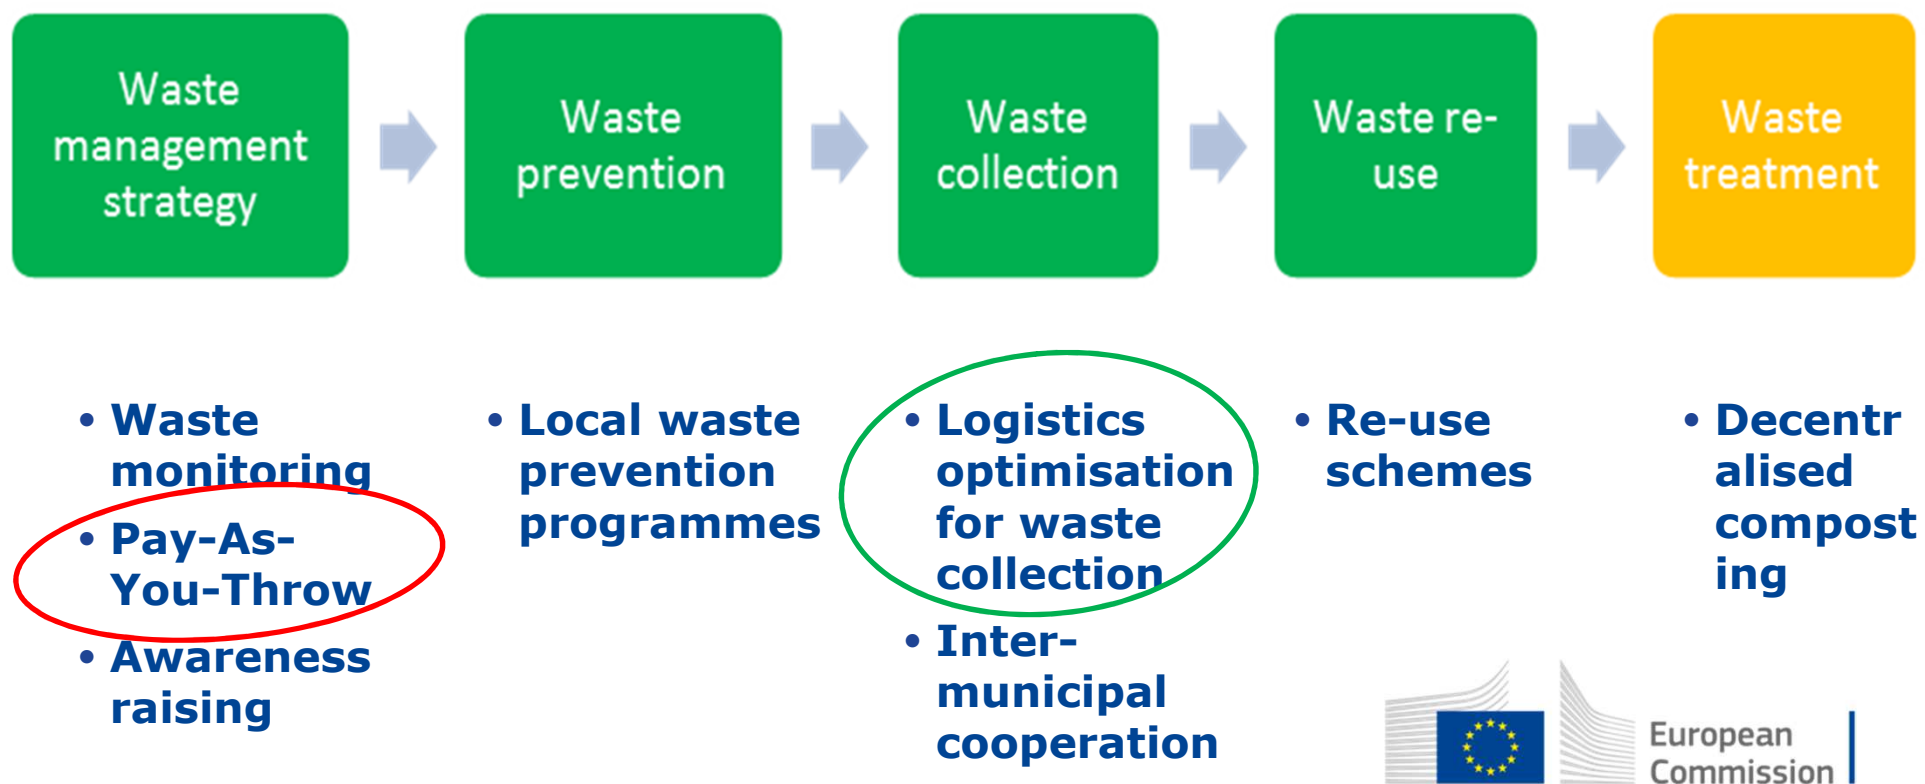 Waste
management
strategy
Waste
prevention
Waste
collection
Waste re-
use
Waste
treatment
• Waste
monitoring
• Pay-As-
You-Throw
• Awareness
raising
• Local waste
prevention
programmes
• Logistics
optimisation
for waste
collection
• Inter-
municipal
cooperation
• Re-use
schemes
• Decentr
alised
compost
ing
European
Commission